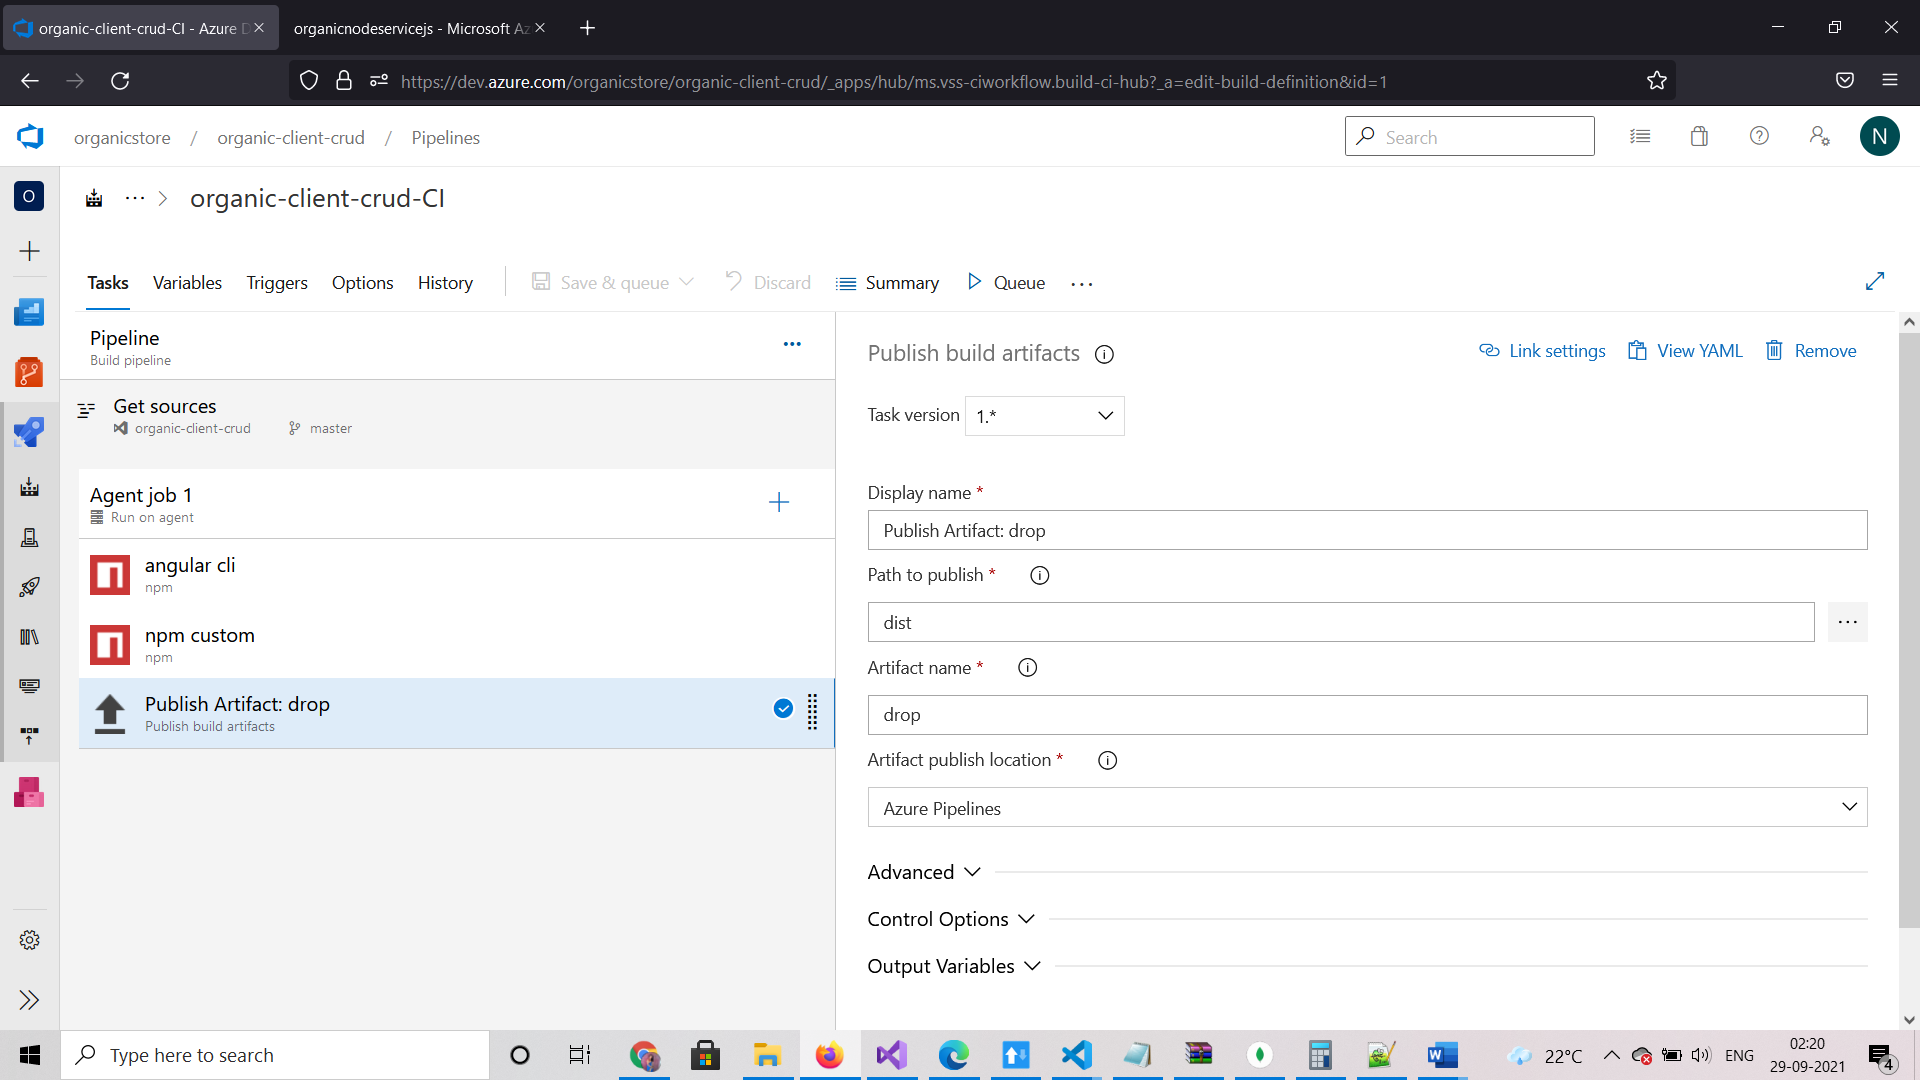 organic-client-crud-CI - Azure D
organicnodeservicejs - Microsoft Az
https://dev.azure.com/organicstore/organic-client-crud/_apps/hub/ms.vss-ciworkflow.build-ci-hub?_a=edit-build-definition&id=1
organicstore / organic-client-crud / Pipelines
Search
N
O
... > organic-client-crud-CI
Tasks Variables Triggers Options History Save & queue Discard Summary Queue ...
Pipeline
Build pipeline
...
Get sources
organic-client-crud master
Agent job 1
Run on agent
angular cli
npm
npm custom
npm
Publish Artifact: drop
Publish build artifacts
Publish build artifacts
Link settings View YAML Remove
Task version 1.*
Display name *
Publish Artifact: drop
Path to publish *
dist
...
Artifact name *
drop
Artifact publish location *
Azure Pipelines
Advanced
Control Options
Output Variables
Type here to search
22°C
ENG
02:20
29-09-2021
4